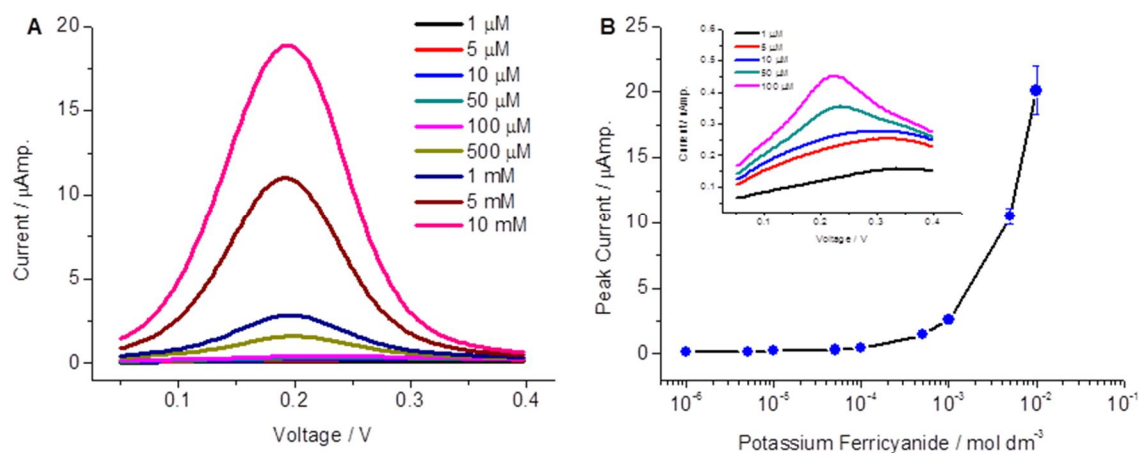 A
20
15
10
5
0
Current / μAmp.
0.1
0.2
0.3
0.4
Voltage / V
1 μM
5 μM
10 μM
50 μM
100 μM
500 μM
1 mM
5 mM
10 mM
B
25
20
15
10
5
0
Peak Current / μAmp.
10⁻⁶
10⁻⁵
10⁻⁴
10⁻³
10⁻²
10⁻¹
Potassium Ferricyanide / mol dm⁻³
0.6
0.5
0.4
0.3
0.2
0.1
Current / μAmp.
0.1
0.2
0.3
0.4
Voltage / V
1 μM
5 μM
10 μM
50 μM
100 μM